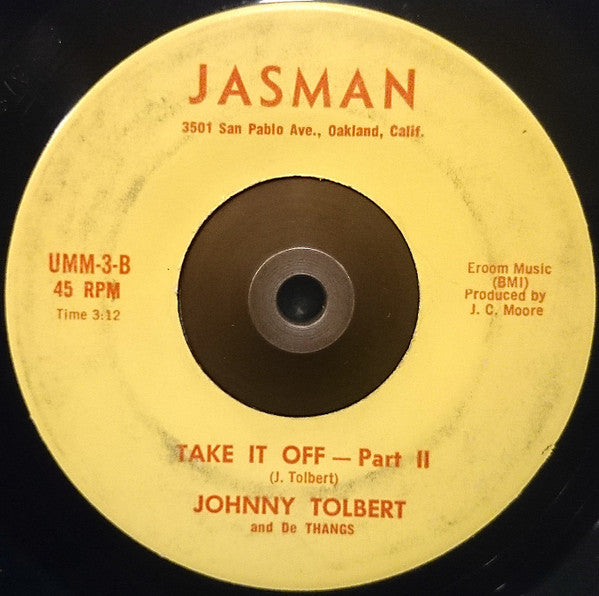 JASMAN
3501 San Pablo Ave., Oakland, Calif.
UMM-3-B
45 RPM
Time 3:12
Eroom Music
(BMI)
Produced by
J. C. Moore
TAKE IT OFF — Part II
(J. Tolbert)
JOHNNY TOLBERT
and De THANGS